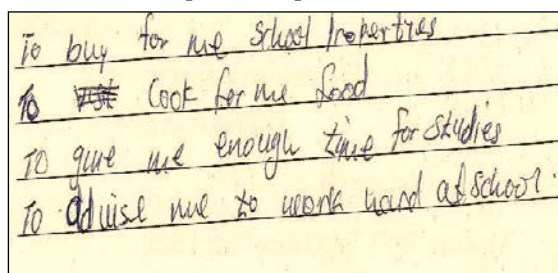 To buy for me school properties
To cook for me food
To give me enough time for studies
To advise me to work hard at school.